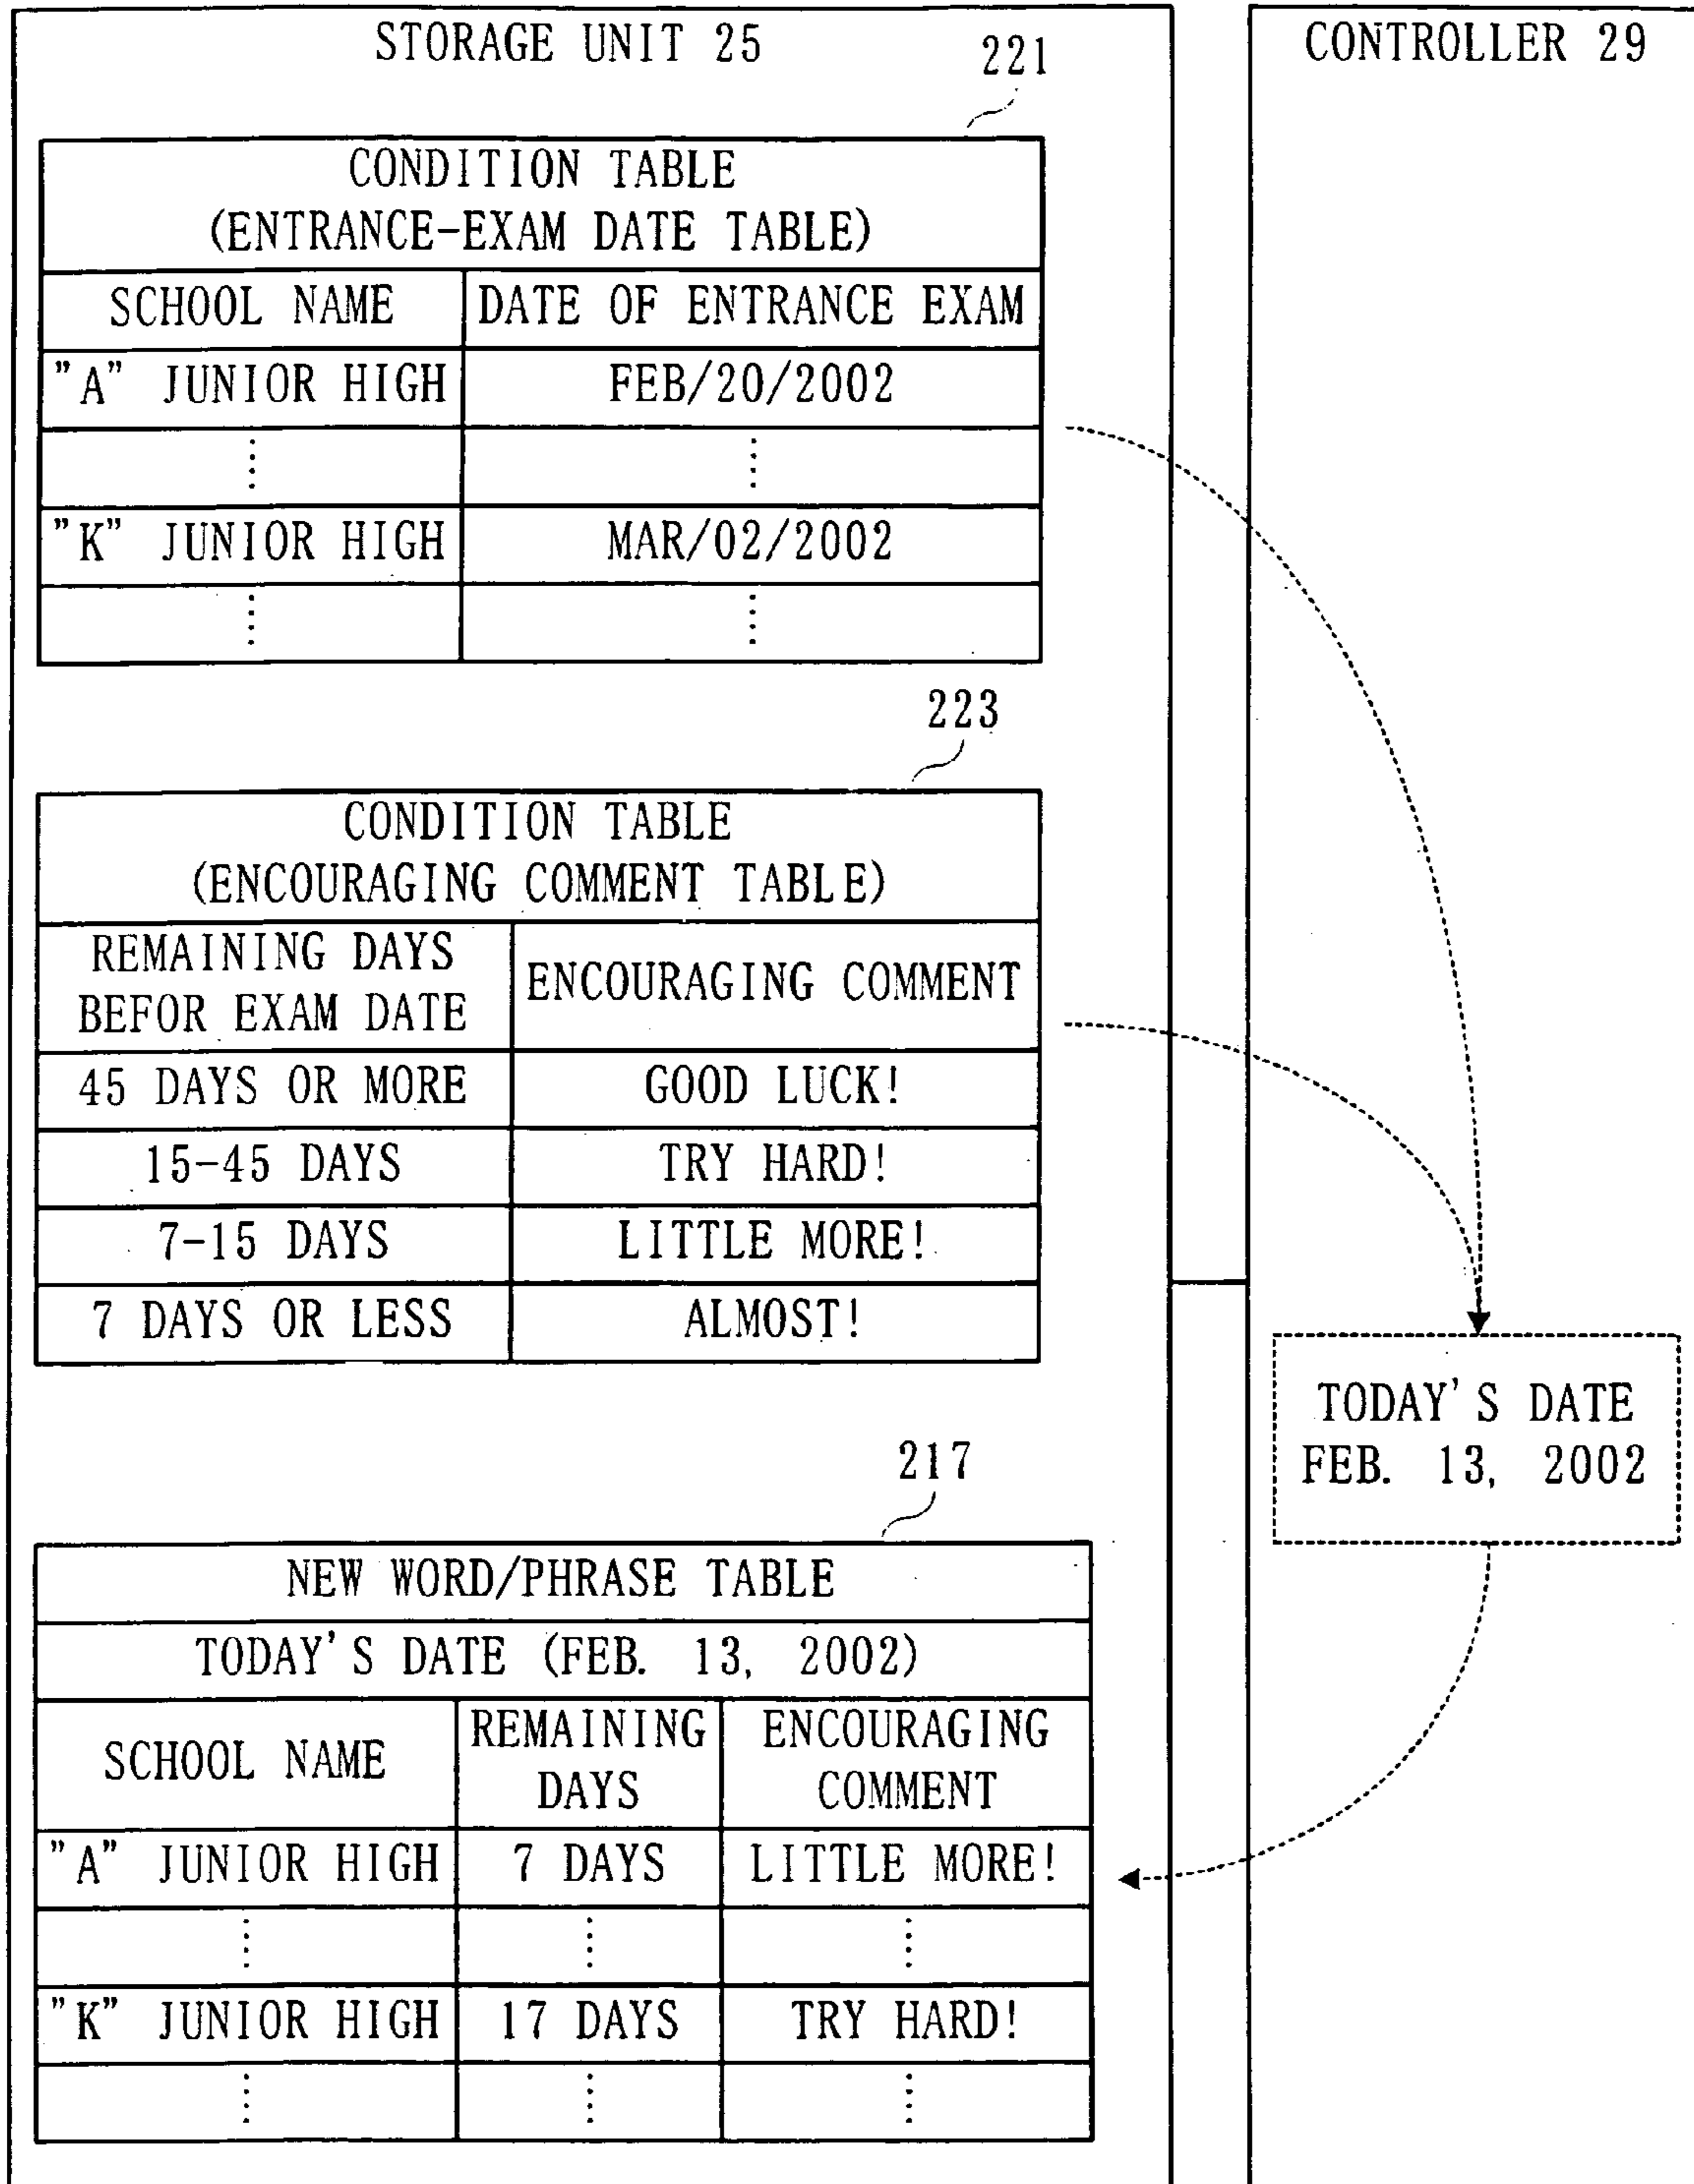 STORAGE UNIT 25
CONTROLLER 29
221
CONDITION TABLE
(ENTRANCE-EXAM DATE TABLE)
SCHOOL NAME DATE OF ENTRANCE EXAM
"A" JUNIOR HIGH FEB/20/2002
"K" JUNIOR HIGH MAR/02/2002
223
CONDITION TABLE
(ENCOURAGING COMMENT TABLE)
REMAINING DAYS
BEFOR EXAM DATE
ENCOURAGING COMMENT
45 DAYS OR MORE GOOD LUCK!
15-45 DAYS TRY HARD!
7-15 DAYS LITTLE MORE!
7 DAYS OR LESS ALMOST!
TODAY'S DATE
FEB. 13, 2002
217
NEW WORD/PHRASE TABLE
TODAY'S DATE (FEB. 13, 2002)
SCHOOL NAME
REMAINING
DAYS
ENCOURAGING
COMMENT
"A" JUNIOR HIGH 7 DAYS LITTLE MORE!
"K" JUNIOR HIGH 17 DAYS TRY HARD!